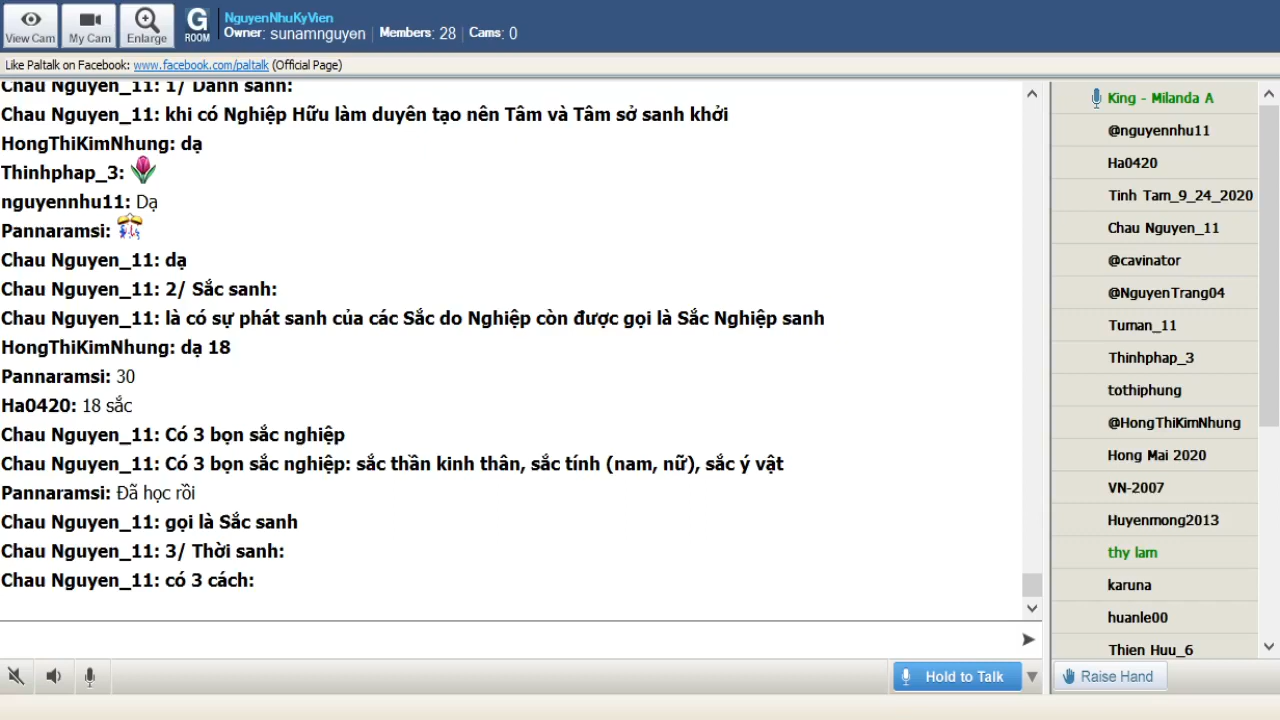 View Cam
My Cam
Enlarge
G
ROOM
NguyenNhuKyVien
Owner: sunamnguyen | Members: 28 | Cams: 0
Like Paltalk on Facebook: www.facebook.com/paltalk (Official Page)
Chau Nguyen_11: 1/ Danh sanh:
Chau Nguyen_11: khi có Nghiệp Hữu làm duyên tạo nên Tâm và Tâm sở sanh khởi
HongThiKimNhung: dạ
Thinhphap_3:
nguyennhu11: Dạ
Pannaramsi:
Chau Nguyen_11: dạ
Chau Nguyen_11: 2/ Sắc sanh:
Chau Nguyen_11: là có sự phát sanh của các Sắc do Nghiệp còn được gọi là Sắc Nghiệp sanh
HongThiKimNhung: dạ 18
Pannaramsi: 30
Ha0420: 18 sắc
Chau Nguyen_11: Có 3 bọn sắc nghiệp
Chau Nguyen_11: Có 3 bọn sắc nghiệp: sắc thần kinh thân, sắc tính (nam, nữ), sắc ý vật
Pannaramsi: Đã học rồi
Chau Nguyen_11: gọi là Sắc sanh
Chau Nguyen_11: 3/ Thời sanh:
Chau Nguyen_11: có 3 cách:
King - Milanda A
@nguyennhu11
Ha0420
Tinh Tam_9_24_2020
Chau Nguyen_11
@cavinator
@NguyenTrang04
Tuman_11
Thinhphap_3
tothiphung
@HongThiKimNhung
Hong Mai 2020
VN-2007
Huyenmong2013
thy lam
karuna
huanle00
Thien Huu_6
Hold to Talk
Raise Hand